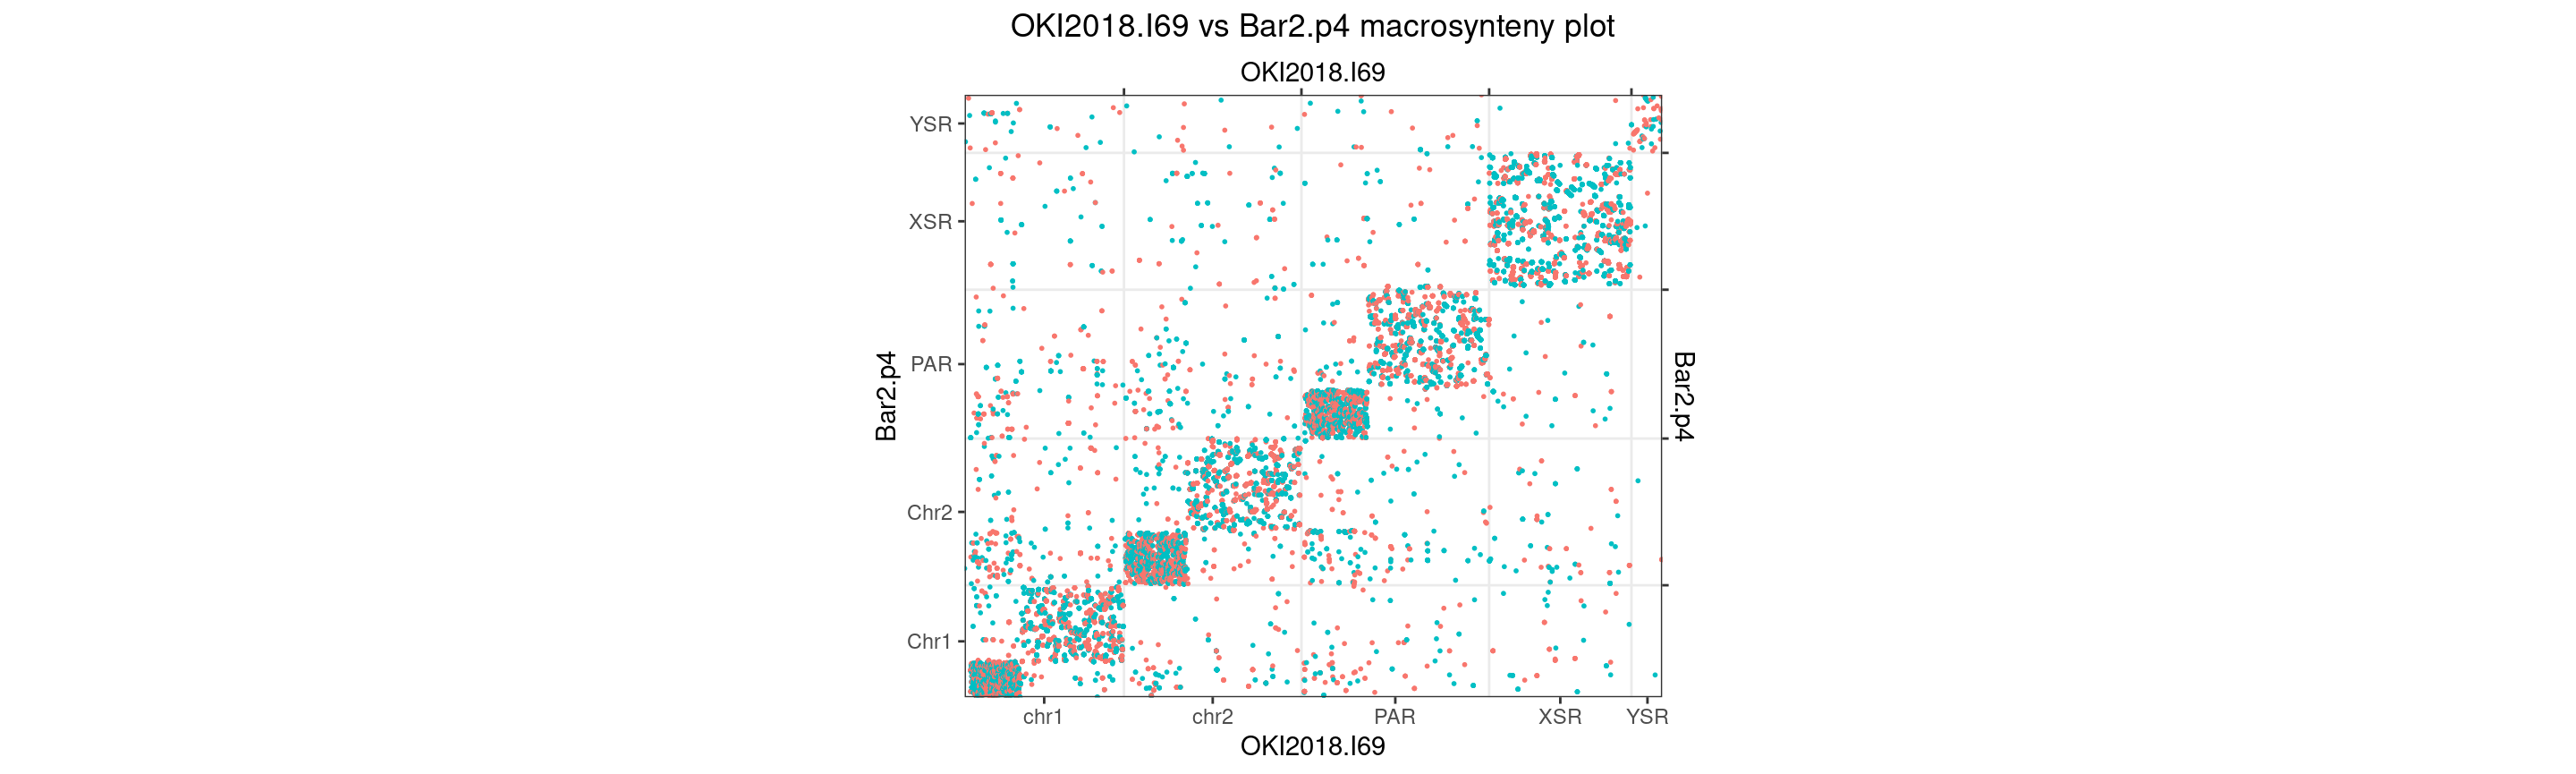 OKI2018.I69 vs Bar2.p4 macrosynteny plot
OKI2018.I69
YSR
XSR
PAR
Chr2
Chr1
Bar2.p4
Bar2.p4
chr1 chr2 PAR XSR YSR
OKI2018.I69